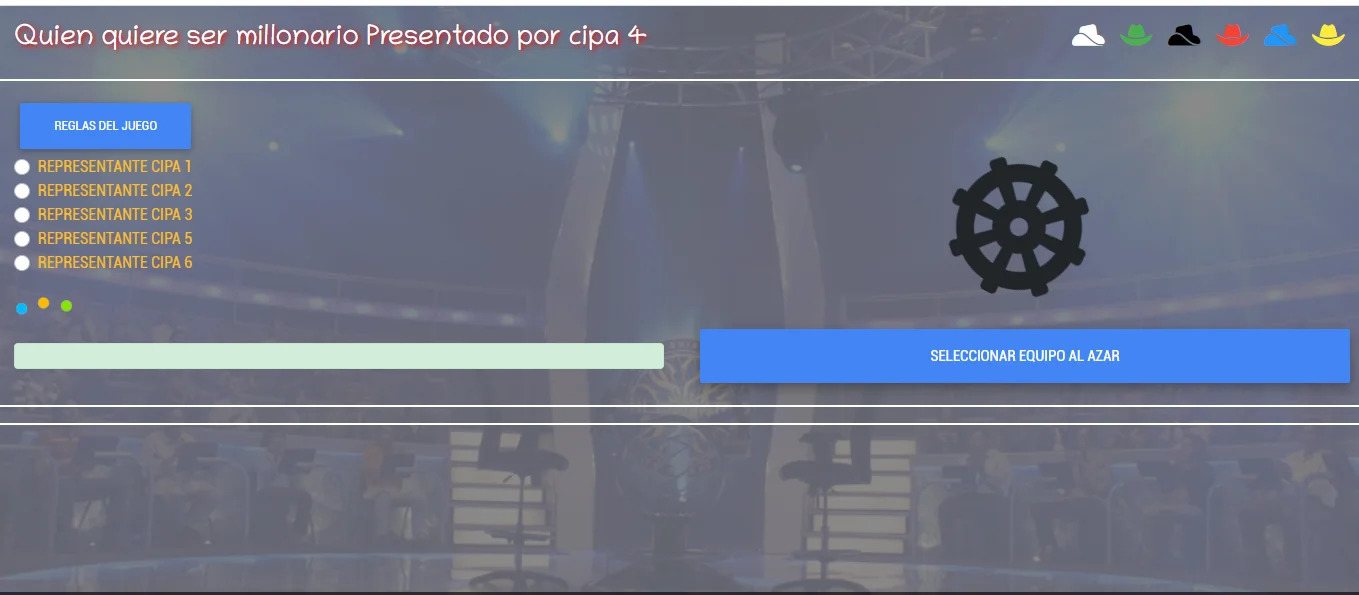 Quien quiere ser millonario Presentado por cipa 4
REGLAS DEL JUEGO
REPRESENTANTE CIPA 1
REPRESENTANTE CIPA 2
REPRESENTANTE CIPA 3
REPRESENTANTE CIPA 5
REPRESENTANTE CIPA 6
SELECCIONAR EQUIPO AL AZAR